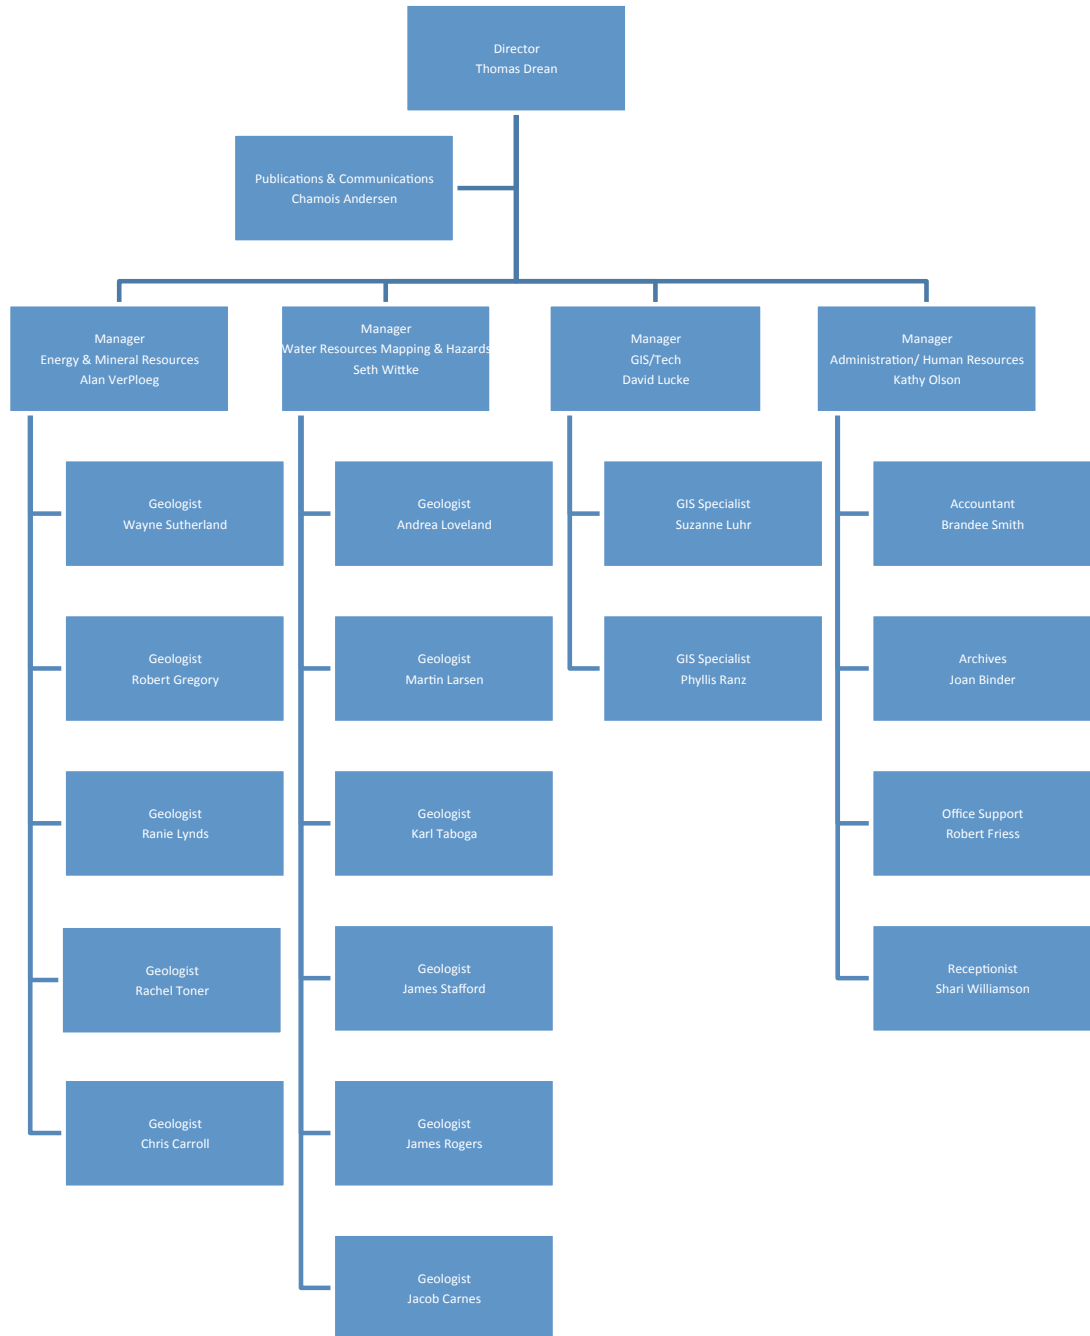 Director
Thomas Drean
Publications & Communications
Chamois Andersen
Manager
Energy & Mineral Resources
Alan VerPloeg
Manager
Water Resources Mapping & Hazards
Seth Wittke
Manager
GIS/Tech
David Lucke
Manager
Administration/ Human Resources
Kathy Olson
Geologist
Wayne Sutherland
Geologist
Andrea Loveland
GIS Specialist
Suzanne Luhr
Accountant
Brandee Smith
Geologist
Robert Gregory
Geologist
Martin Larsen
GIS Specialist
Phyllis Ranz
Archives
Joan Binder
Geologist
Ranie Lynds
Geologist
Karl Taboga
Office Support
Robert Friess
Geologist
Rachel Toner
Geologist
James Stafford
Receptionist
Shari Williamson
Geologist
Chris Carroll
Geologist
James Rogers
Geologist
Jacob Carnes